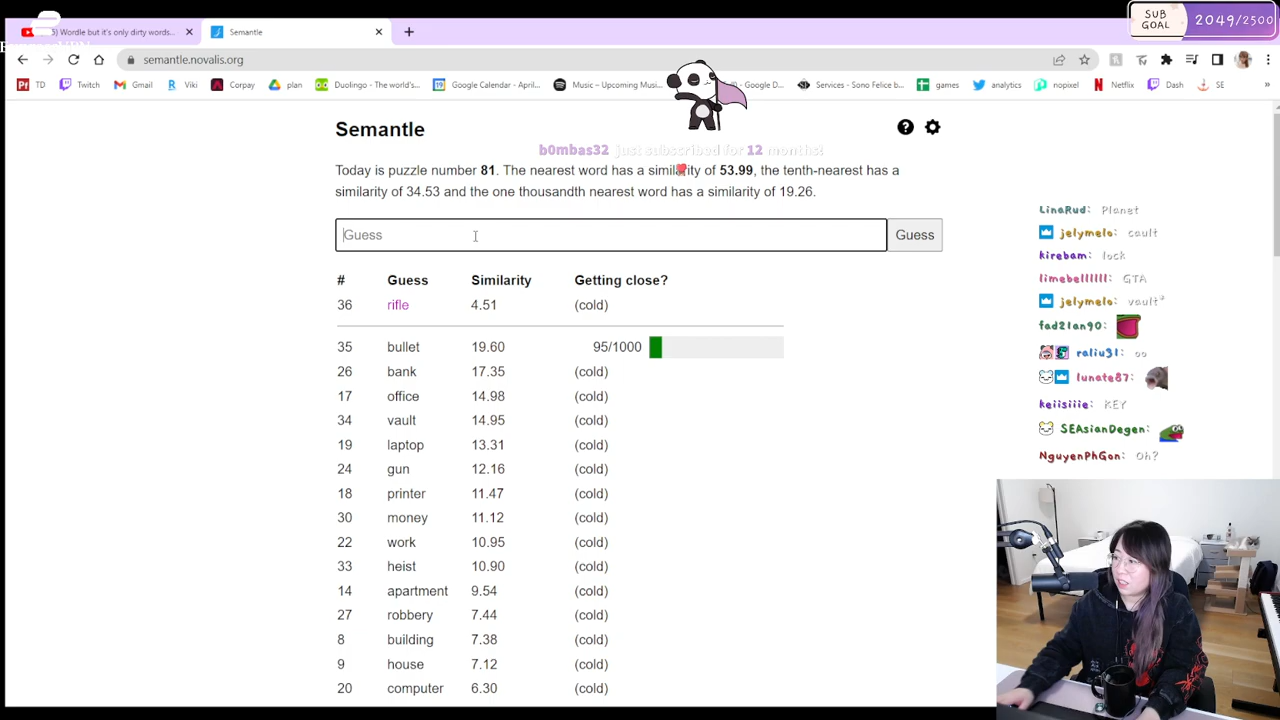 SUB GOAL 2049/2500
Wordle but it's only dirty words...
Semantle
semantle.novalis.org
TD
Twitch
Gmail
Viki
Corpay
plan
Duolingo - The world's...
Google Calendar - April...
Spotify – Upcoming Musi...
Google D...
Services - Sono Felice b...
games
analytics
nopixel
Netflix
Dash
SE
»
Semantle
b0mbas32 just subscribed for 12 months!
Today is puzzle number 81. The nearest word has a similarity of 53.99, the tenth-nearest has a
similarity of 34.53 and the one thousandth nearest word has a similarity of 19.26.
Guess
Guess
# Guess Similarity Getting close?
36 rifle 4.51 (cold)
35 bullet 19.60 95/1000
26 bank 17.35 (cold)
17 office 14.98 (cold)
34 vault 14.95 (cold)
19 laptop 13.31 (cold)
24 gun 12.16 (cold)
18 printer 11.47 (cold)
30 money 11.12 (cold)
22 work 10.95 (cold)
33 heist 10.90 (cold)
14 apartment 9.54 (cold)
27 robbery 7.44 (cold)
8 building 7.38 (cold)
9 house 7.12 (cold)
20 computer 6.30 (cold)
LinaRud: Planet
jelymelo: cault
kirebam: lock
limebellllll: GTA
jelymelo: vault*
fad21an90:
raliu31: oo
lunate87:
keiisiiie: KEY
SEAsianDegen:
NguyenPhGon: Oh?